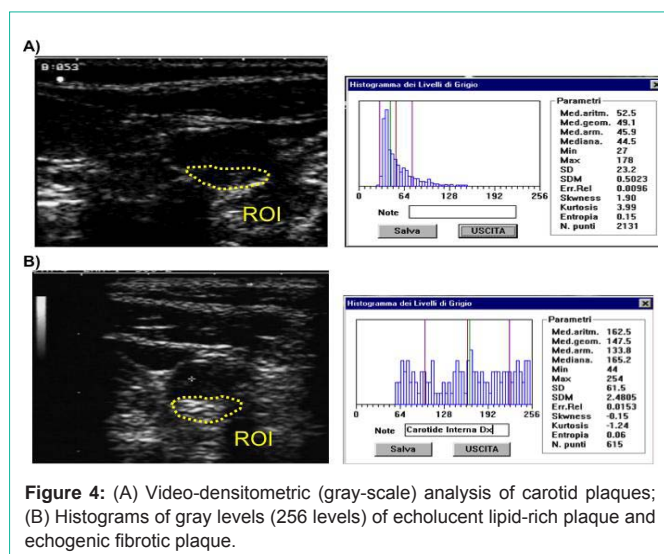 A)
B:053
ROI
Histogramma dei Livelli di Grigio
Parametri
Med.aritm. 52.5
Med.geom. 49.1
Med.arm. 45.9
Mediana. 44.5
Min 27
Max 178
SD 23.2
SDM 0.5023
Err.Rel 0.0096
Skwness 1.90
Kurtosis 3.99
Entropia 0.15
N. punti 2131
0 64 128 192 256
Note
Salva USCITA
B)
ROI
Histogramma dei Livelli di Grigio
Parametri
Med.aritm. 162.5
Med.geom. 147.5
Med.arm. 133.8
Mediana. 165.2
Min 44
Max 254
SD 61.5
SDM 2.4805
Err.Rel 0.0153
Skwness -0.15
Kurtosis -1.24
Entropia 0.06
N. punti 615
0 64 128 192 256
Note Carotide Interna Dx
Salva USCITA
Figure 4: (A) Video-densitometric (gray-scale) analysis of carotid plaques;
(B) Histograms of gray levels (256 levels) of echolucent lipid-rich plaque and
echogenic fibrotic plaque.